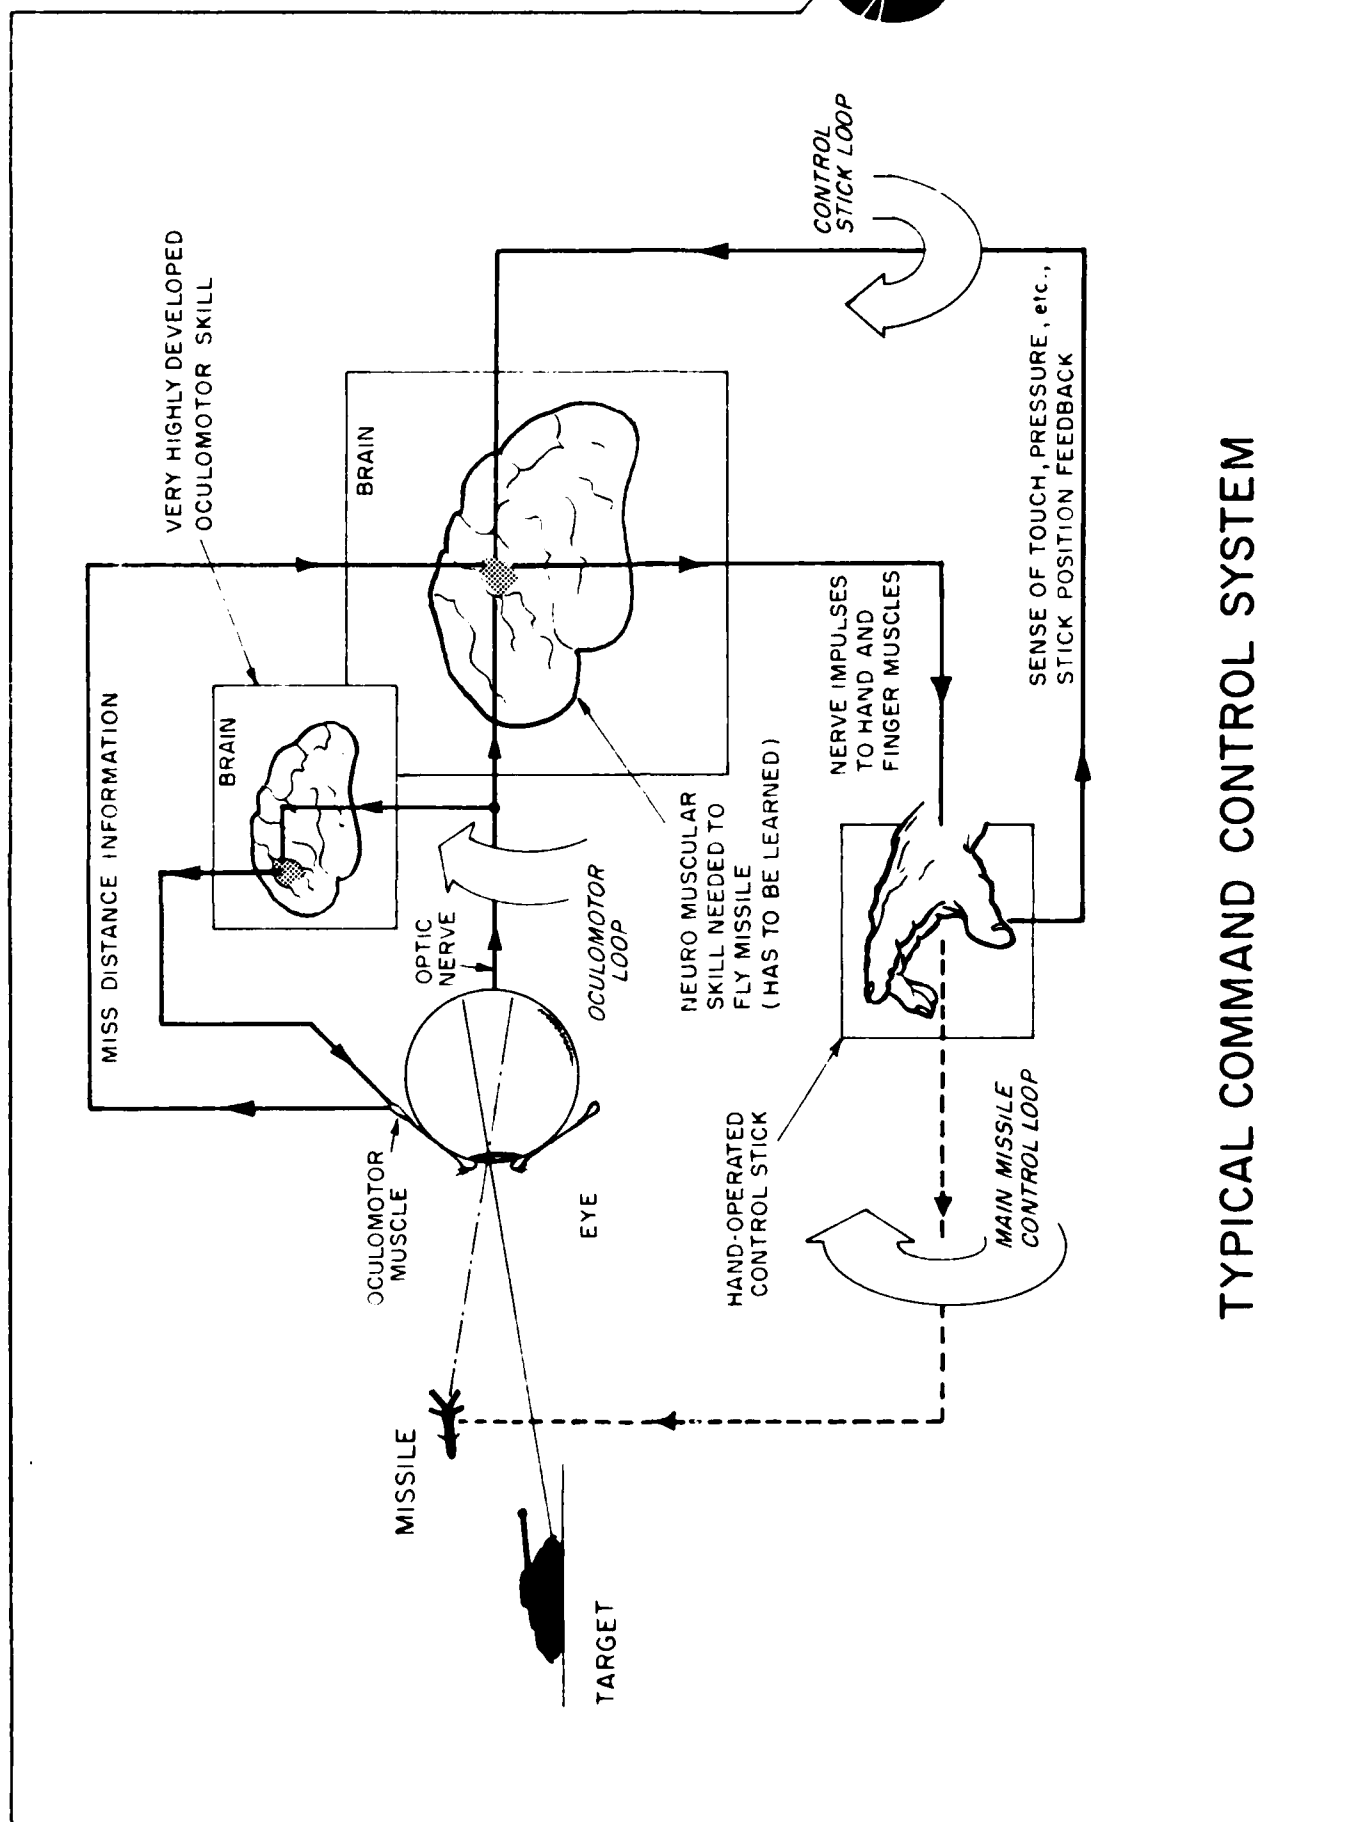 MISS DISTANCE INFORMATION
VERY HIGHLY DEVELOPED
OCULOMOTOR SKILL
BRAIN
BRAIN
OCULOMOTOR
MUSCLE
OPTIC
NERVE
MISSILE
EYE
OCULOMOTOR
LOOP
TARGET
NEURO MUSCULAR
SKILL NEEDED TO
FLY MISSILE
(HAS TO BE LEARNED)
CONTROL
STICK LOOP
HAND-OPERATED
CONTROL STICK
NERVE IMPULSES
TO HAND AND
FINGER MUSCLES
MAIN MISSILE
CONTROL LOOP
SENSE OF TOUCH, PRESSURE, etc.,
STICK POSITION FEEDBACK
TYPICAL COMMAND CONTROL SYSTEM